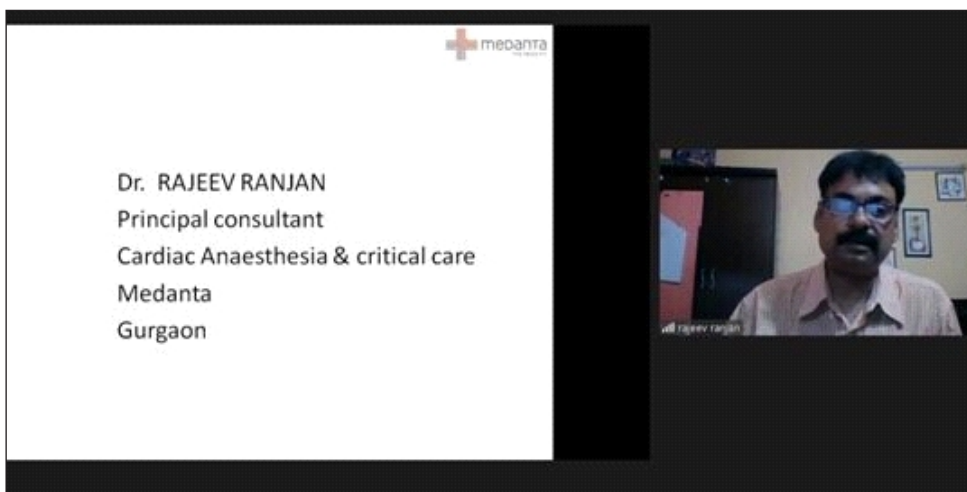 medanta
Dr. RAJEEV RANJAN
Principal consultant
Cardiac Anaesthesia & critical care
Medanta
Gurgaon
rajeev ranjan